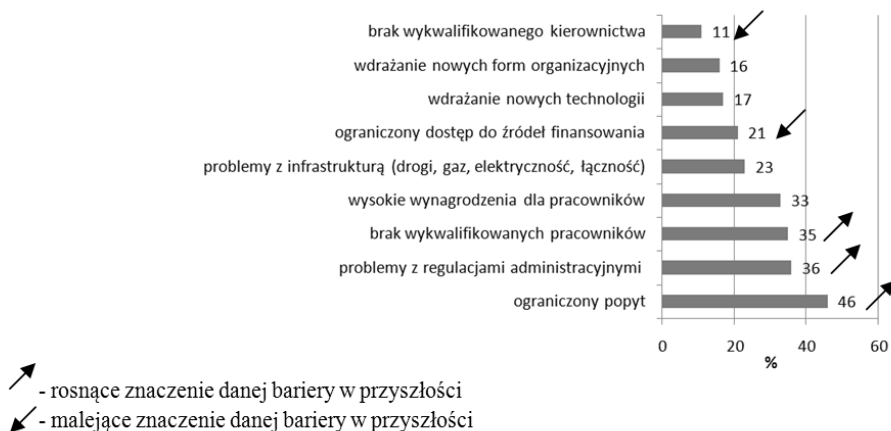 brak wykwalifikowanego kierownictwa 11
wdrażanie nowych form organizacyjnych 16
wdrażanie nowych technologii 17
ograniczony dostęp do źródeł finansowania 21
problemy z infrastrukturą (drogi, gaz, elektryczność, łączność) 23
wysokie wynagrodzenia dla pracowników 33
brak wykwalifikowanych pracowników 35
problemy z regulacjami administracyjnymi 36
ograniczony popyt 46
0 20 40 60
%
- rosnące znaczenie danej bariery w przyszłości
- malejące znaczenie danej bariery w przyszłości